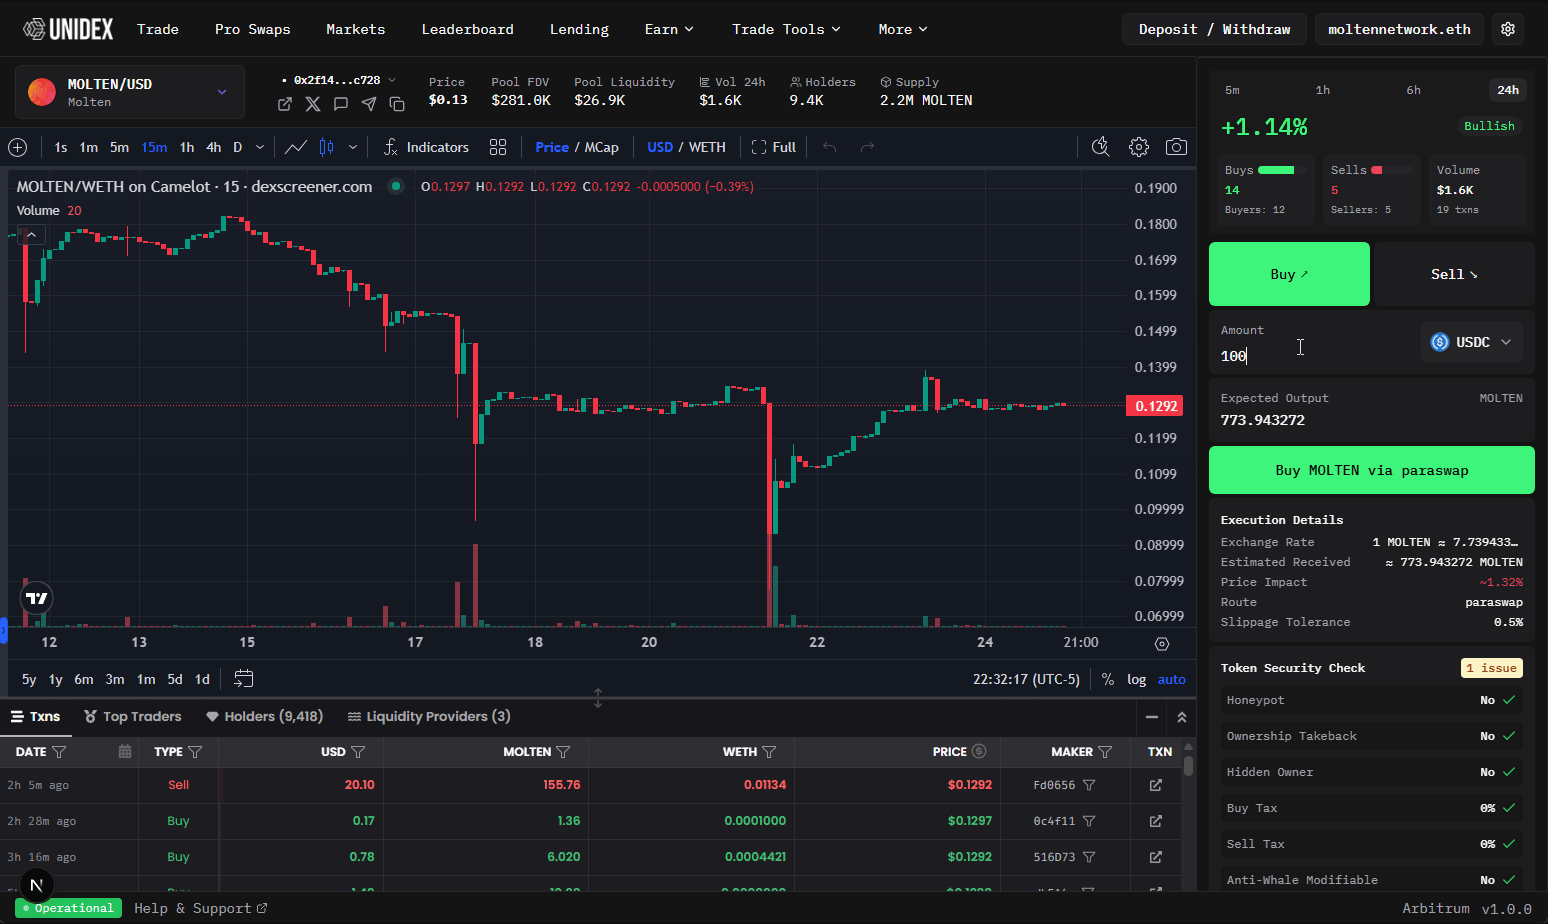 UNIDEX Trade Pro Swaps Markets Leaderboard Lending Earn Trade Tools More Deposit / Withdraw moltennetwork.eth
MOLTEN/USD
Molten
• 0x2f14...c728
Price
$0.13
Pool FDV
$281.0K
Pool Liquidity
$26.9K
Vol 24h
$1.6K
Holders
9.4K
Supply
2.2M MOLTEN
1s 1m 5m 15m 1h 4h D Indicators Price / MCap USD / WETH Full
MOLTEN/WETH on Camelot · 15 · dexscreener.com O0.1297 H0.1292 L0.1292 C0.1292 -0.0005000 (−0.39%)
Volume 20
0.1900
0.1800
0.1699
0.1599
0.1499
0.1399
0.1292
0.1199
0.1099
0.09999
0.08999
0.07999
0.06999
12 13 15 17 18 20 22 24 21:00
5y 1y 6m 3m 1m 5d 1d 22:32:17 (UTC-5) % log auto
Txns Top Traders Holders (9,418) Liquidity Providers (3)
DATE TYPE USD MOLTEN WETH PRICE MAKER TXN
2h 5m ago Sell 20.10 155.76 0.01134 $0.1292 Fd0656
2h 28m ago Buy 0.17 1.36 0.0001000 $0.1297 0c4f11
3h 16m ago Buy 0.78 6.020 0.0004421 $0.1292 516D73
N
Operational Help & Support Arbitrum v1.0.0
5m 1h 6h 24h
+1.14% Bullish
Buys
14
Buyers: 12
Sells
5
Sellers: 5
Volume
$1.6K
19 txns
Buy ↗ Sell ↘
Amount
100 USDC
Expected Output MOLTEN
773.943272
Buy MOLTEN via paraswap
Execution Details
Exchange Rate 1 MOLTEN ≈ 7.739433…
Estimated Received ≈ 773.943272 MOLTEN
Price Impact ~1.32%
Route paraswap
Slippage Tolerance 0.5%
Token Security Check 1 issue
Honeypot No
Ownership Takeback No
Hidden Owner No
Buy Tax 0%
Sell Tax 0%
Anti-Whale Modifiable No